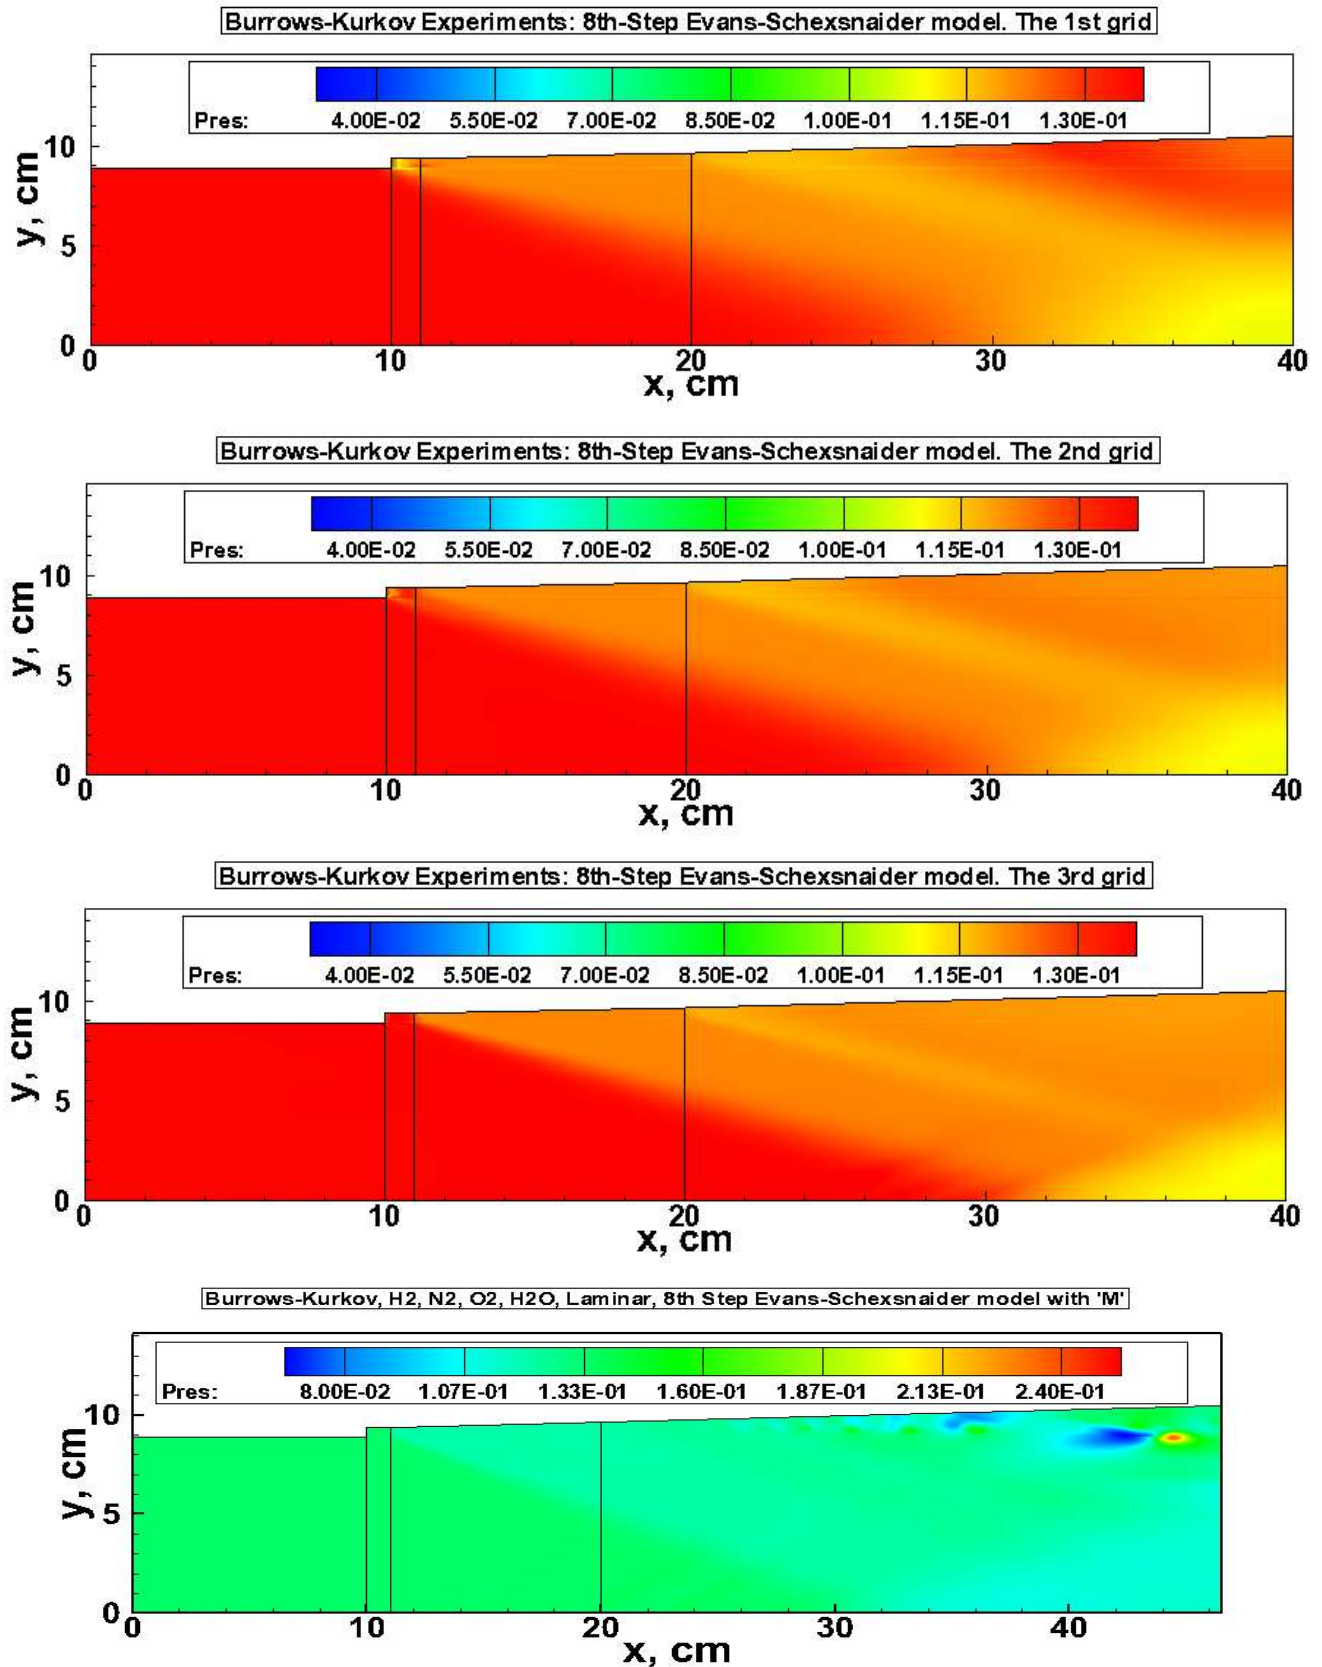 Burrows-Kurkov Experiments: 8th-Step Evans-Schexsnaider model. The 1st grid
Pres: 4.00E-02 5.50E-02 7.00E-02 8.50E-02 1.00E-01 1.15E-01 1.30E-01
y, cm
10
5
0
0 10 20 30 40
x, cm
Burrows-Kurkov Experiments: 8th-Step Evans-Schexsnaider model. The 2nd grid
Pres: 4.00E-02 5.50E-02 7.00E-02 8.50E-02 1.00E-01 1.15E-01 1.30E-01
y, cm
10
5
0
0 10 20 30 40
x, cm
Burrows-Kurkov Experiments: 8th-Step Evans-Schexsnaider model. The 3rd grid
Pres: 4.00E-02 5.50E-02 7.00E-02 8.50E-02 1.00E-01 1.15E-01 1.30E-01
y, cm
10
5
0
0 10 20 30 40
x, cm
Burrows-Kurkov, H2, N2, O2, H2O, Laminar, 8th Step Evans-Schexsnaider model with 'M'
Pres: 8.00E-02 1.07E-01 1.33E-01 1.60E-01 1.87E-01 2.13E-01 2.40E-01
y, cm
10
5
0
0 10 20 30 40
x, cm